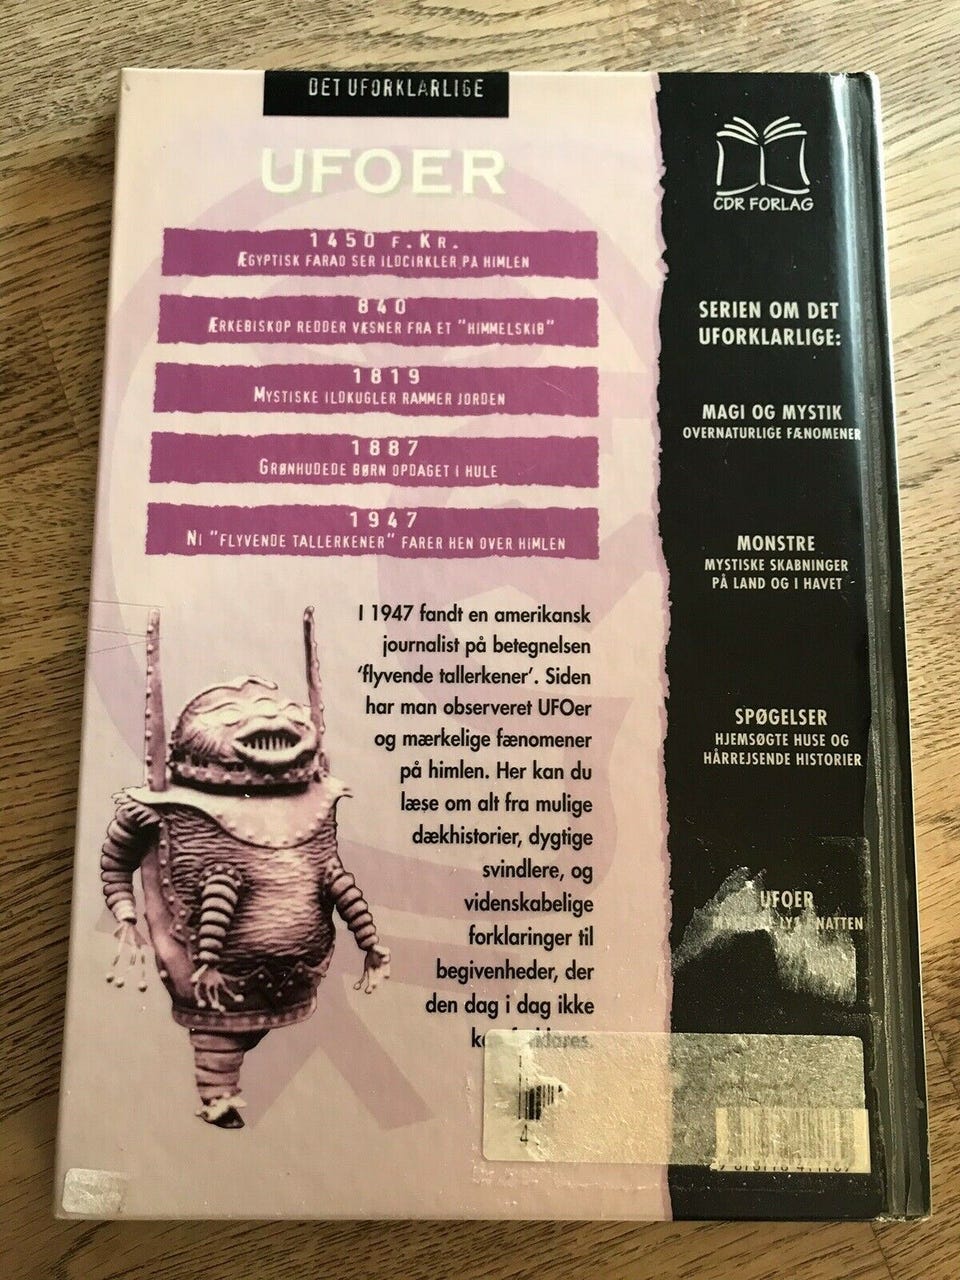 DET UFORKLARLIGE
UFOER
1450 F.KR.
ÆGYPTISK FARAO SER ILDCIRKLER PÅ HIMLEN
840
ÆRKEBISKOP REDDER VÆSNER FRA ET "HIMMELSKIB"
1819
MYSTISKE ILDKUGLER RAMMER JORDEN
1887
GRØNHUDEDE BØRN OPDAGET I HULE
1947
NI "FLYVENDE TALLERKENER" FARER HEN OVER HIMLEN
I 1947 fandt en amerikansk
journalist på betegnelsen
'flyvende tallerkener'. Siden
har man observeret UFOer
og mærkelige fænomener
på himlen. Her kan du
læse om alt fra mulige
dækhistorier, dygtige
svindlere, og
videnskabelige
forklaringer til
begivenheder, der
den dag i dag ikke
CDR FORLAG
SERIEN OM DET
UFORKLARLIGE:
MAGI OG MYSTIK
OVERNATURLIGE FÆNOMENER
MONSTRE
MYSTISKE SKABNINGER
PÅ LAND OG I HAVET
SPØGELSER
HJEMSØGTE HUSE OG
HÅRREJSENDE HISTORIER
UFOER
NATTEN
4